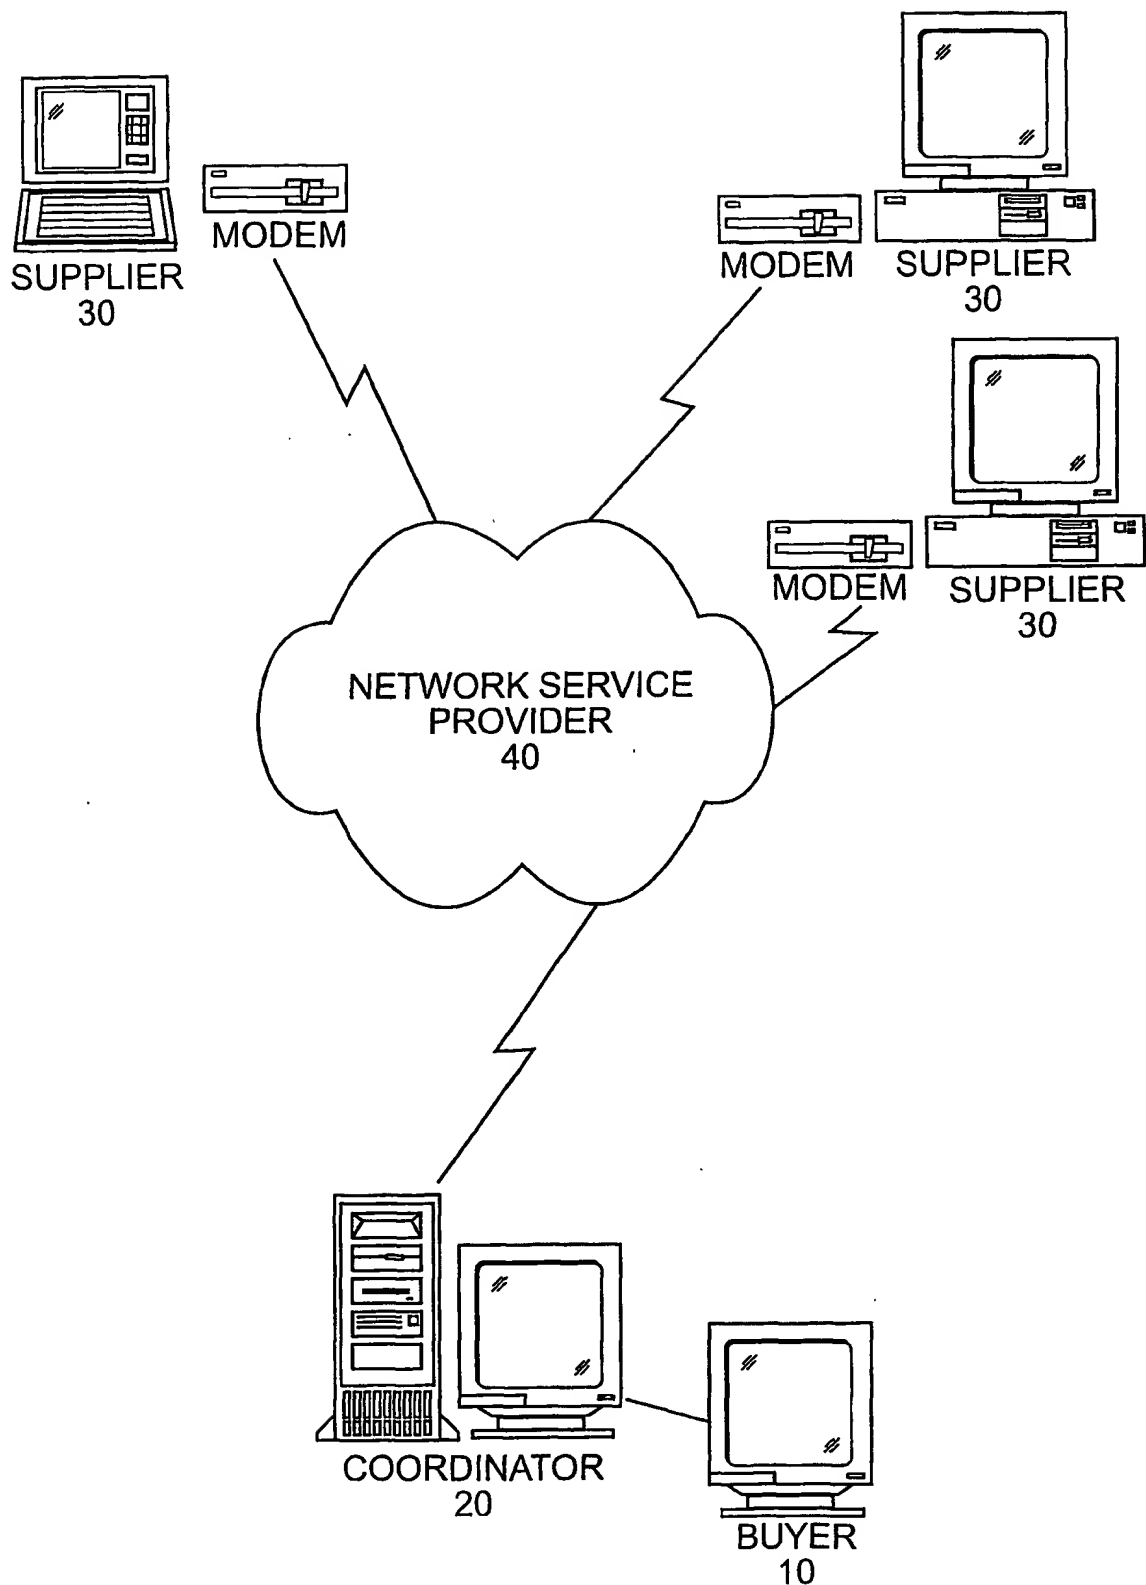 MODEM
SUPPLIER
30
MODEM
SUPPLIER
30
MODEM
SUPPLIER
30
NETWORK SERVICE
PROVIDER
40
COORDINATOR
20
BUYER
10